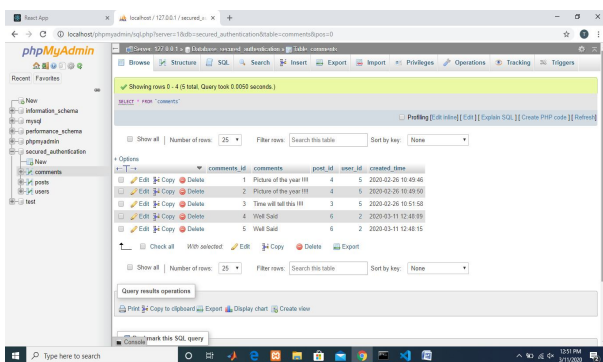 React App
localhost / 127.0.0.1 / secured_
localhost/phpmyadmin/sql.php?server=1&db=secured_authentication&table=comments&pos=0
phpMyAdmin
Recent Favorites
New
information_schema
mysql
performance_schema
phpmyadmin
secured_authentication
New
comments
posts
users
test
Server: 127.0.0.1 » Database: secured_authentication » Table: comments
Browse Structure SQL Search Insert Export Import Privileges Operations Tracking Triggers
Showing rows 0 - 4 (5 total, Query took 0.0050 seconds.)
SELECT * FROM `comments`
Profiling [Edit inline] [ Edit ] [ Explain SQL ] [ Create PHP code ] [ Refresh]
Show all Number of rows: 25 Filter rows: Search this table Sort by key: None
+ Options
comments_id comments post_id user_id created_time
Edit Copy Delete 1 Picture of the year !!!! 4 5 2020-02-26 10:49:46
Edit Copy Delete 2 Picture of the year !!!! 4 5 2020-02-26 10:49:50
Edit Copy Delete 3 Time will tell this !!!! 3 5 2020-02-26 10:51:58
Edit Copy Delete 4 Well Said 6 2 2020-03-11 12:48:09
Edit Copy Delete 5 Well Said 6 2 2020-03-11 12:48:15
Check all With selected: Edit Copy Delete Export
Show all Number of rows: 25 Filter rows: Search this table Sort by key: None
Query results operations
Print Copy to clipboard Export Display chart Create view
mark this SQL query
Console
Type here to search
12:51 PM
3/11/2020